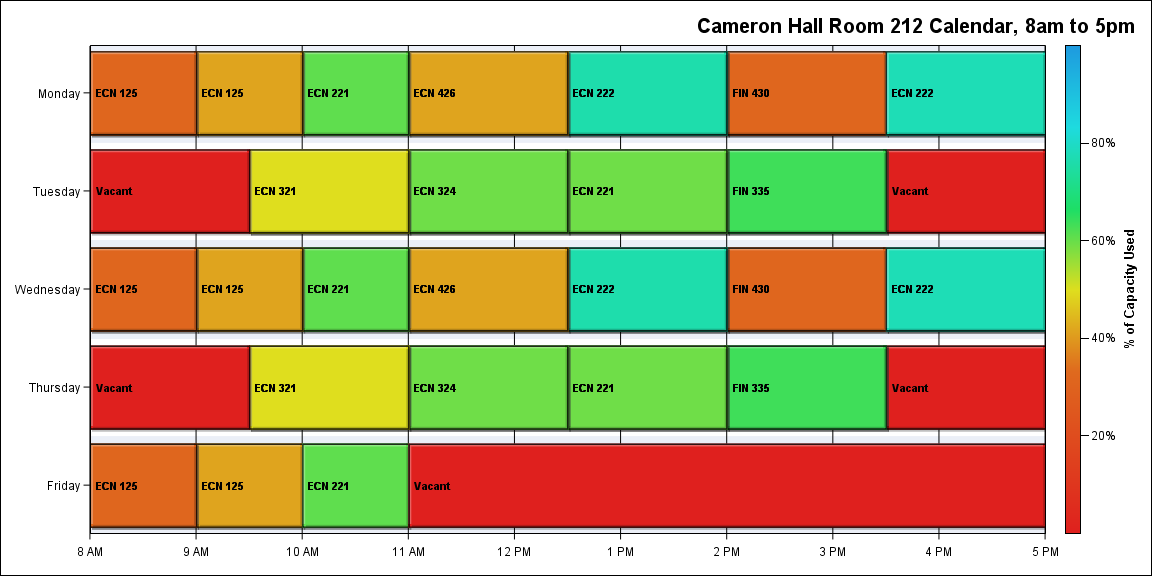 Cameron Hall Room 212 Calendar, 8am to 5pm
Monday
ECN 125
ECN 125
ECN 221
ECN 426
ECN 222
FIN 430
ECN 222
Tuesday
Vacant
ECN 321
ECN 324
ECN 221
FIN 335
Vacant
Wednesday
ECN 125
ECN 125
ECN 221
ECN 426
ECN 222
FIN 430
ECN 222
Thursday
Vacant
ECN 321
ECN 324
ECN 221
FIN 335
Vacant
Friday
ECN 125
ECN 125
ECN 221
Vacant
8 AM
9 AM
10 AM
11 AM
12 PM
1 PM
2 PM
3 PM
4 PM
5 PM
80%
60%
40%
20%
% of Capacity Used